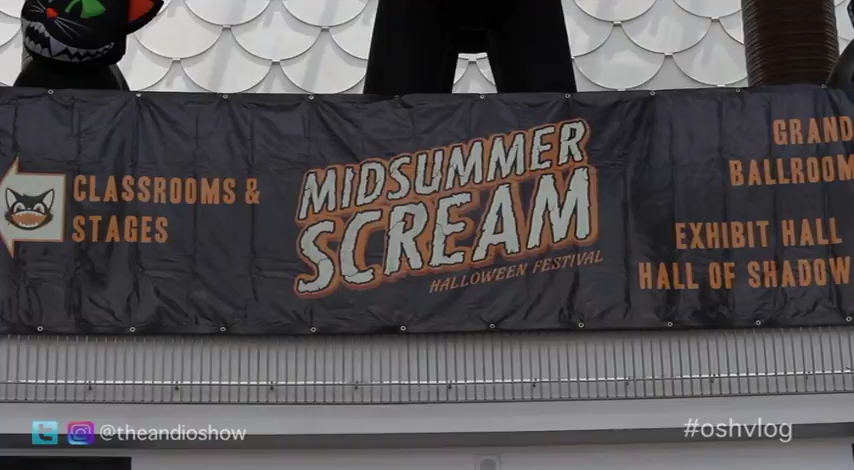 CLASSROOMS &
STAGES
MIDSUMMER
SCREAM
HALLOWEEN FESTIVAL
GRAND
BALLROOM
EXHIBIT HALL
HALL OF SHADOW
@theandioshow
#oshvlog